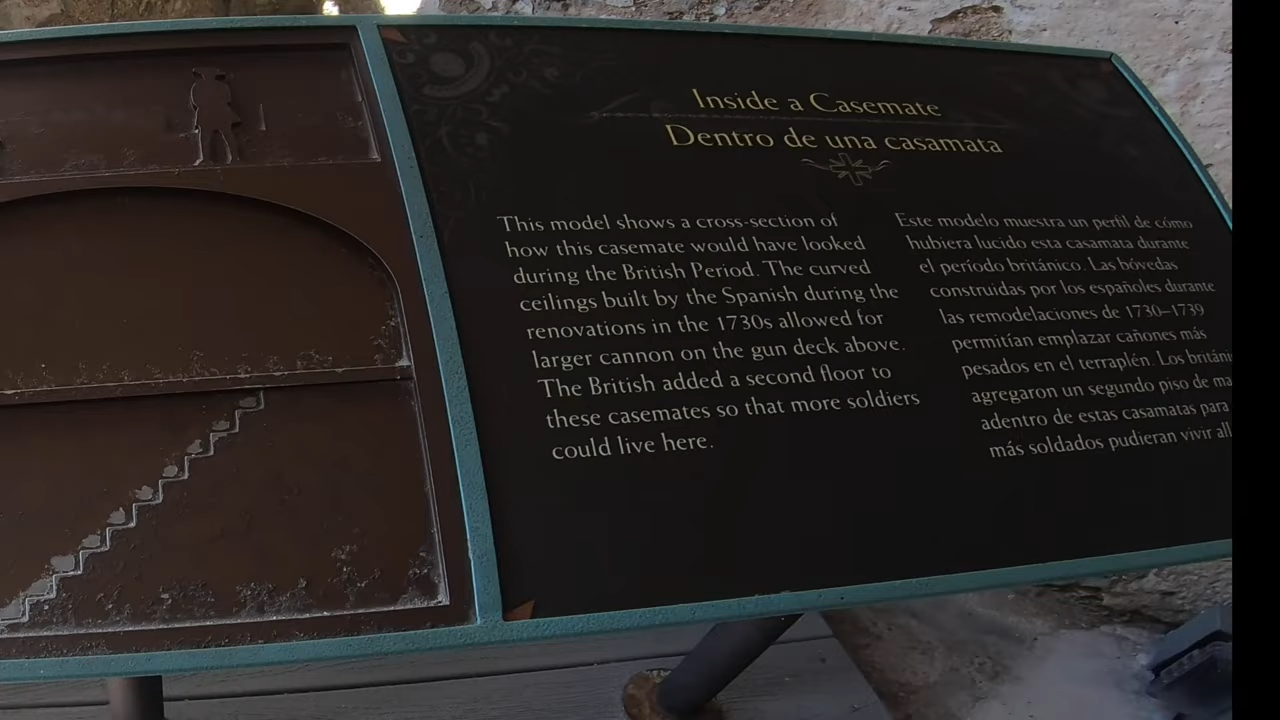 Inside a Casemate
Dentro de una casamata
This model shows a cross-section of
how this casemate would have looked
during the British Period. The curved
ceilings built by the Spanish during the
renovations in the 1730s allowed for
larger cannon on the gun deck above.
The British added a second floor to
these casemates so that more soldiers
could live here.
Este modelo muestra un perfil de cómo
hubiera lucido esta casamata durante
el período británico. Las bóvedas
construidas por los españoles durante
las remodelaciones de 1730–1739
permitían emplazar cañones más
pesados en el terraplén. Los británi
agregaron un segundo piso de ma
adentro de estas casamatas para
más soldados pudieran vivir all